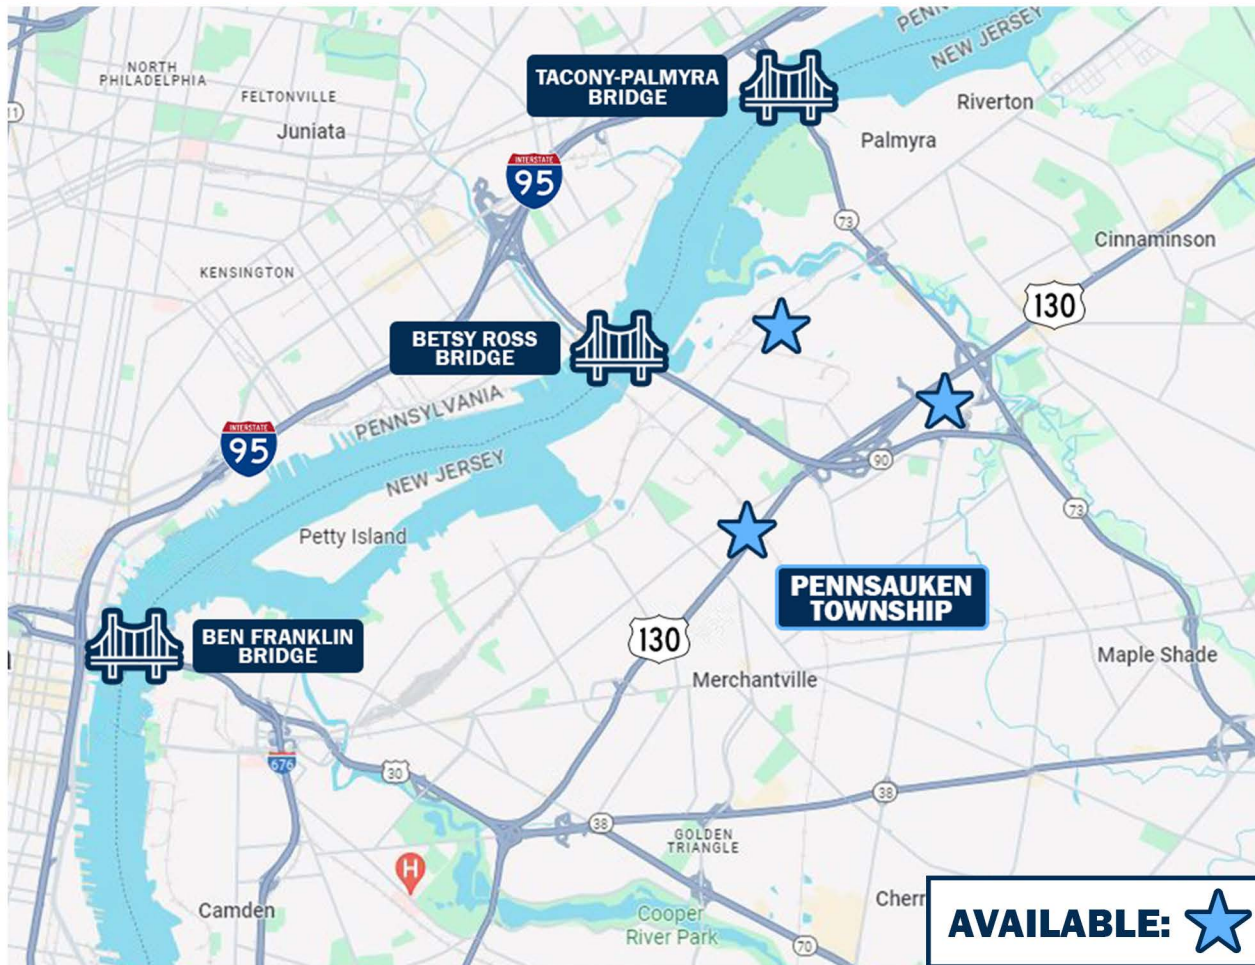 NORTH
PHILADELPHIA
FELTONVILLE
Juniata
11
TACONY-PALMYRA
BRIDGE
NEW JERSEY
Riverton
Palmyra
INTERSTATE
95
73
Cinnaminson
KENSINGTON
130
BETSY ROSS
BRIDGE
PENNSYLVANIA
NEW JERSEY
INTERSTATE
95
90
73
Petty Island
PENNSAUKEN
TOWNSHIP
BEN FRANKLIN
BRIDGE
130
Merchantville
Maple Shade
676
30
38
38
GOLDEN
TRIANGLE
H
Camden
Cooper
River Park
70
AVAILABLE: